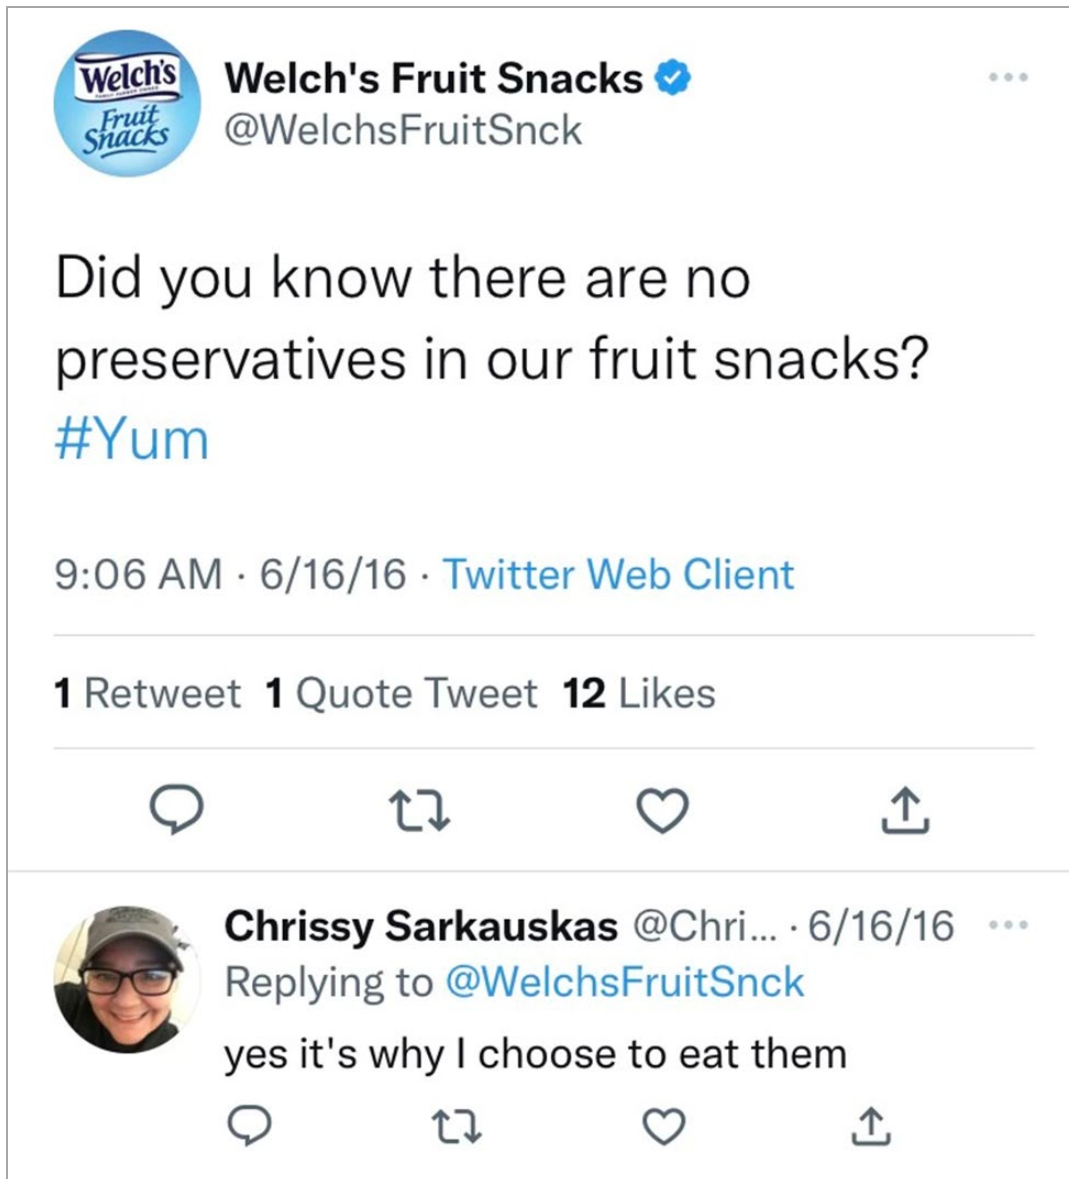 Welch's
Fruit
Snacks
Welch's Fruit Snacks
@WelchsFruitSnck
Did you know there are no
preservatives in our fruit snacks?
#Yum
9:06 AM · 6/16/16 · Twitter Web Client
1 Retweet 1 Quote Tweet 12 Likes
Chrissy Sarkauskas @Chri... · 6/16/16
Replying to @WelchsFruitSnck
yes it's why I choose to eat them